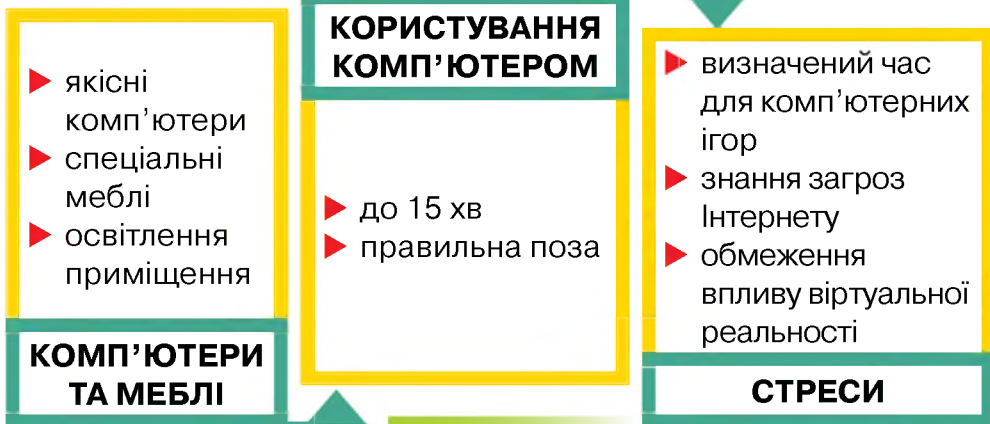 якісні
комп’ютери
спеціальні
меблі
освітлення
приміщення
КОМП’ЮТЕРИ
ТА МЕБЛІ
КОРИСТУВАННЯ
КОМП’ЮТЕРОМ
до 15 хв
правильна поза
визначений час
для комп’ютерних
ігор
знання загроз
Інтернету
обмеження
впливу віртуальної
реальності
СТРЕСИ